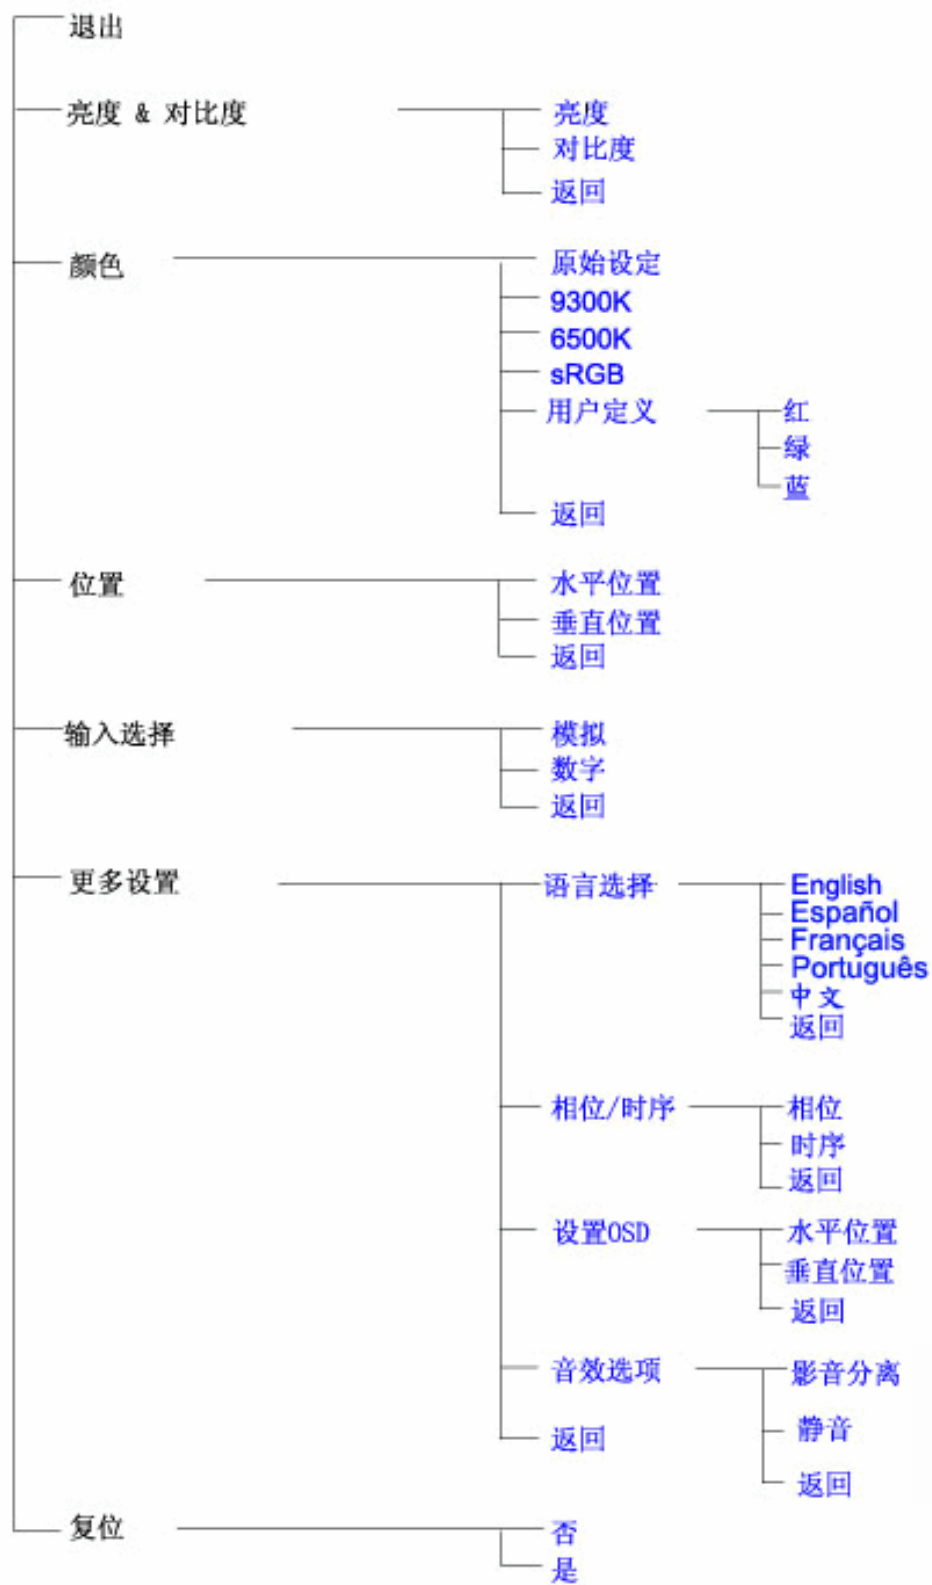 退出
亮度 & 对比度
亮度
对比度
返回
颜色
原始设定
9300K
6500K
sRGB
用户定义
红
绿
蓝
返回
位置
水平位置
垂直位置
返回
输入选择
模拟
数字
返回
更多设置
语言选择
English
Español
Français
Português
中文
返回
相位/时序
相位
时序
返回
设置OSD
水平位置
垂直位置
返回
音效选项
影音分离
静音
返回
返回
复位
否
是